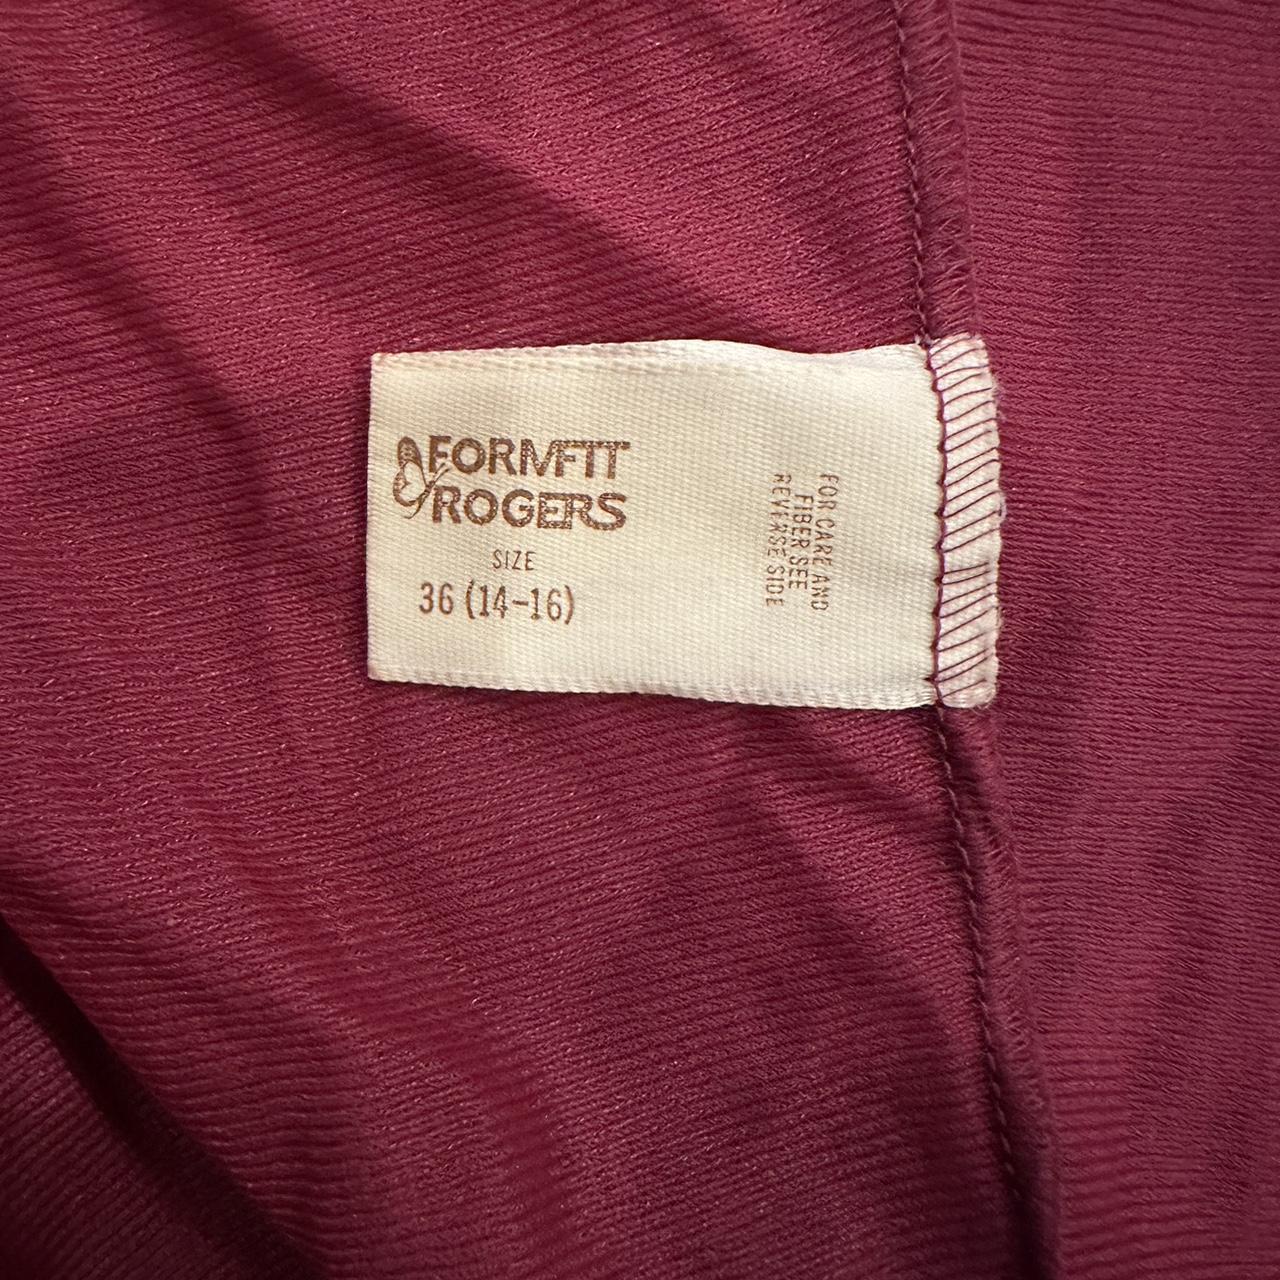 FORMFIT
ROGERS
SIZE
36 (14-16)
FOR CARE AND
FIBER SEE
REVERSE SIDE